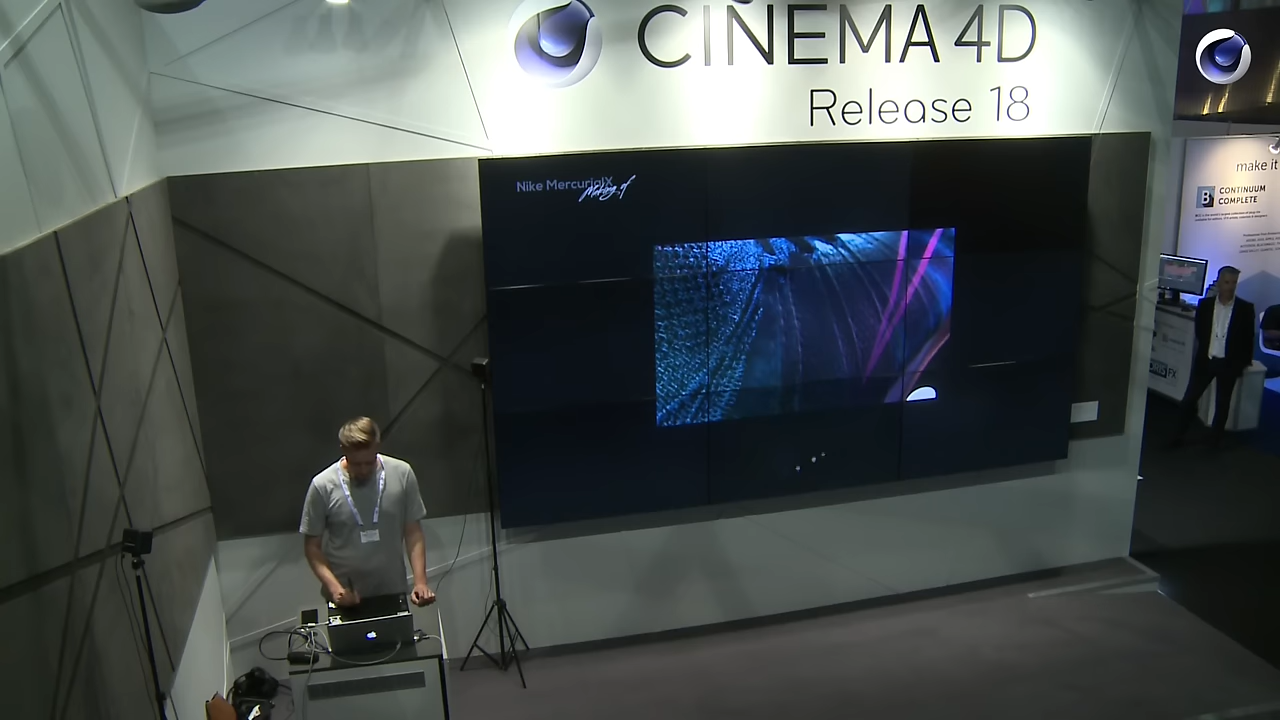 CINEMA 4D
Release 18
Nike MercurialX
Making of
make it
B
CONTINUUM
COMPLETE